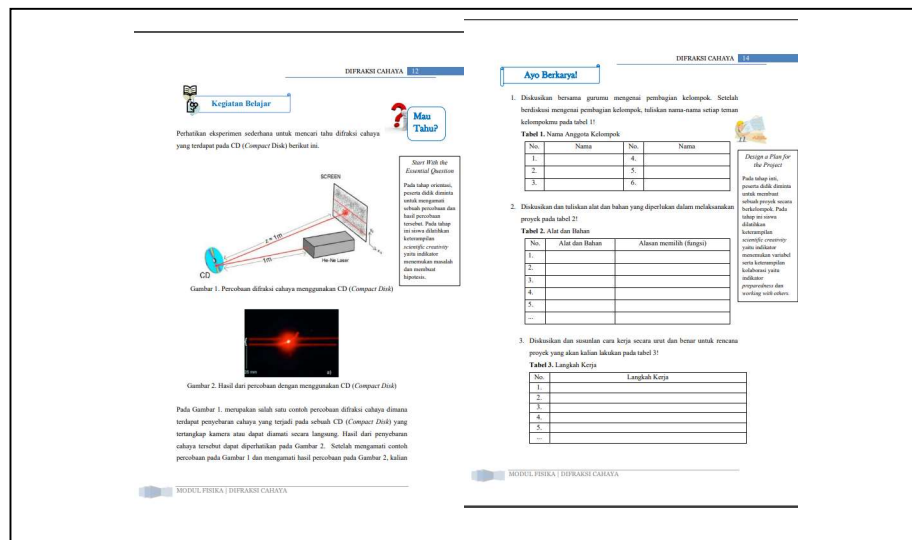 DIFRAKSI CAHAYA 12
Kegiatan Belajar
Mau
Tahu?
Perhatikan eksperimen sederhana untuk mencari tahu difraksi cahaya
yang terdapat pada CD (Compact Disk) berikut ini.
Start With the
Essential Question
Pada tahap orientasi,
peserta didik diminta
untuk mengamati
sebuah percobaan dan
hasil percobaan
tersebut. Pada tahap
ini siswa dilatihkan
keterampilan
scientific creativity
yaitu indikator
menemukan masalah
dan membuat
hipotesis.
SCREEN
z = 1m
1m
He-Ne Laser
CD
Gambar 1. Percobaan difraksi cahaya menggunakan CD (Compact Disk)
a)
Gambar 2. Hasil dari percobaan dengan menggunakan CD (Compact Disk)
Pada Gambar 1. merupakan salah satu contoh percobaan difraksi cahaya dimana
terdapat penyebaran cahaya yang terjadi pada sebuah CD (Compact Disk) yang
tertangkap kamera atau dapat diamati secara langsung. Hasil dari penyebaran
cahaya tersebut dapat diperhatikan pada Gambar 2. Setelah mengamati contoh
percobaan pada Gambar 1 dan mengamati hasil percobaan pada Gambar 2, kalian
MODUL FISIKA | DIFRAKSI CAHAYA
DIFRAKSI CAHAYA 14
Ayo Berkarya!
1. Diskusikan bersama gurumu mengenai pembagian kelompok. Setelah
berdiskusi mengenai pembagian kelompok, tuliskan nama-nama setiap teman
kelompokmu pada tabel 1!
Tabel 1. Nama Anggota Kelompok
No. Nama No. Nama
1. 4.
2. 5.
3. 6.
Design a Plan for
the Project
Pada tahap inti,
peserta didik diminta
untuk membuat
sebuah proyek secara
berkelompok. Pada
tahap ini siswa
dilatihkan
keterampilan
scientific creativity
yaitu indikator
menemukan variabel
serta keterampilan
kolaborasi yaitu
indikator
preparedness dan
working with others.
2. Diskusikan dan tuliskan alat dan bahan yang diperlukan dalam melaksanakan
proyek pada tabel 2!
Tabel 2. Alat dan Bahan
No. Alat dan Bahan Alasan memilih (fungsi)
1.
2.
3.
4.
5.
...
3. Diskusikan dan susunlan cara kerja secara urut dan benar untuk rencana
proyek yang akan kalian lakukan pada tabel 3!
Tabel 3. Langkah Kerja
No. Langkah Kerja
1.
2.
3.
4.
5.
...
MODUL FISIKA | DIFRAKSI CAHAYA